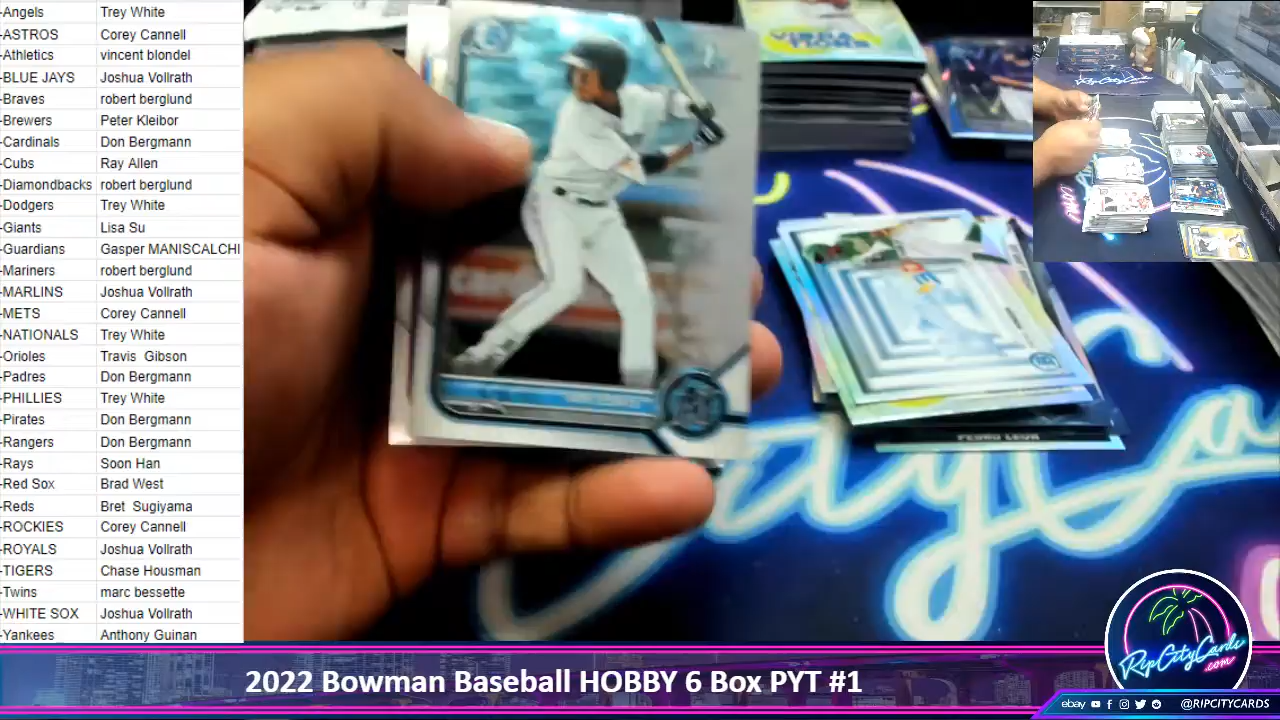 -Angels Trey White
-ASTROS Corey Cannell
-Athletics vincent blondel
-BLUE JAYS Joshua Vollrath
-Braves robert berglund
-Brewers Peter Kleibor
-Cardinals Don Bergmann
-Cubs Ray Allen
-Diamondbacks robert berglund
-Dodgers Trey White
-Giants Lisa Su
-Guardians Gasper MANISCALCHI
-Mariners robert berglund
-MARLINS Joshua Vollrath
-METS Corey Cannell
-NATIONALS Trey White
-Orioles Travis Gibson
-Padres Don Bergmann
-PHILLIES Trey White
-Pirates Don Bergmann
-Rangers Don Bergmann
-Rays Soon Han
-Red Sox Brad West
-Reds Bret Sugiyama
-ROCKIES Corey Cannell
-ROYALS Joshua Vollrath
-TIGERS Chase Housman
-Twins marc bessette
-WHITE SOX Joshua Vollrath
-Yankees Anthony Guinan
PEDRO LEON
2022 Bowman Baseball HOBBY 6 Box PYT #1
RipCityCards
.com
ebay @RIPCITYCARDS